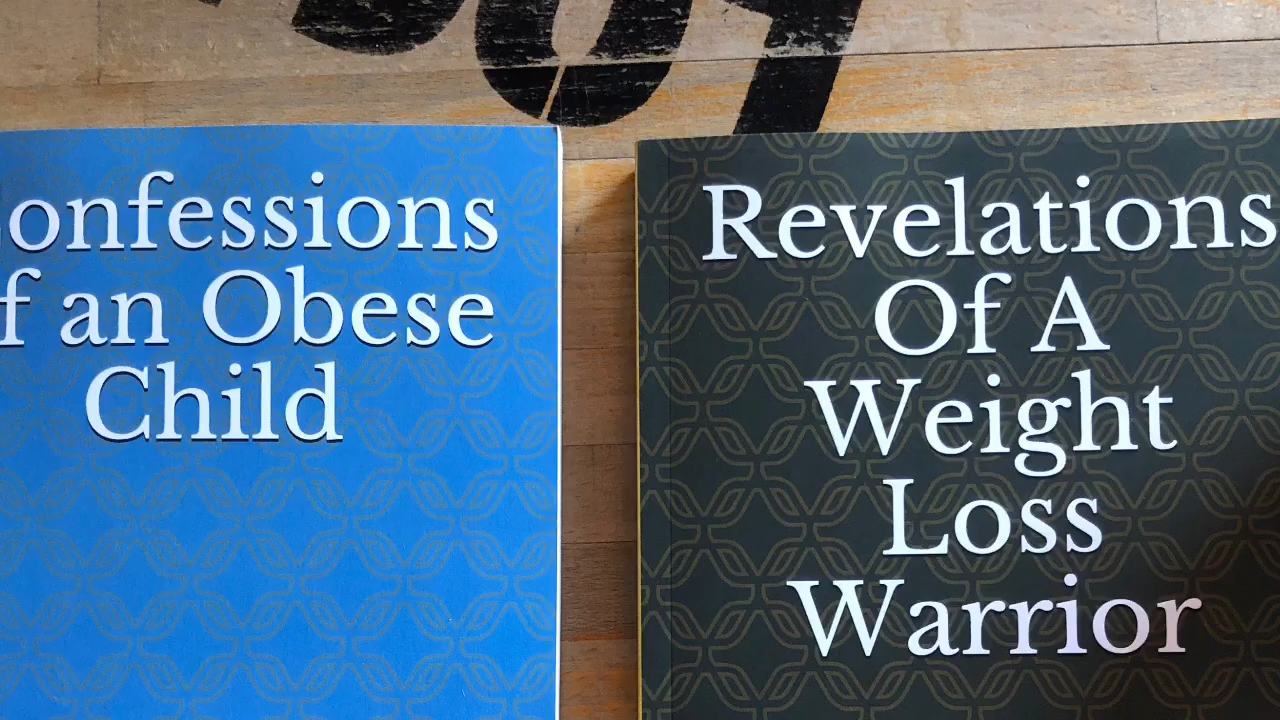 onfessions
f an Obese
Child
Revelations
Of A
Weight
Loss
Warrior